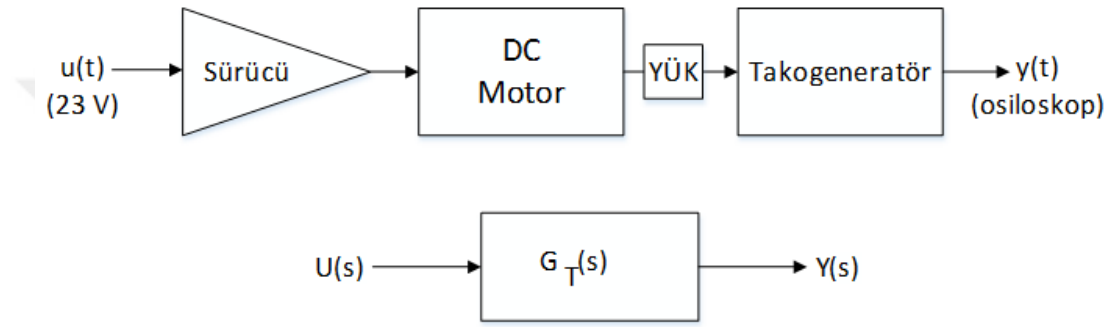 u(t)
(23 V)
Sürücü
DC
Motor
YÜK
Takogeneratör
y(t)
(osiloskop)
U(s)
G T(s)
Y(s)